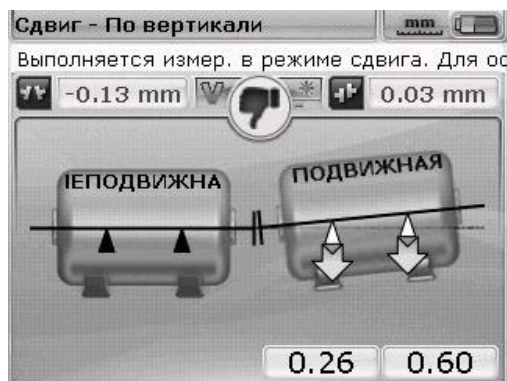 Сдвиг - По вертикали mm
Выполняется измер. в режиме сдвига. Для ос
-0.13 mm 0.03 mm
IЕПОДВИЖНА ПОДВИЖНАЯ
0.26 0.60